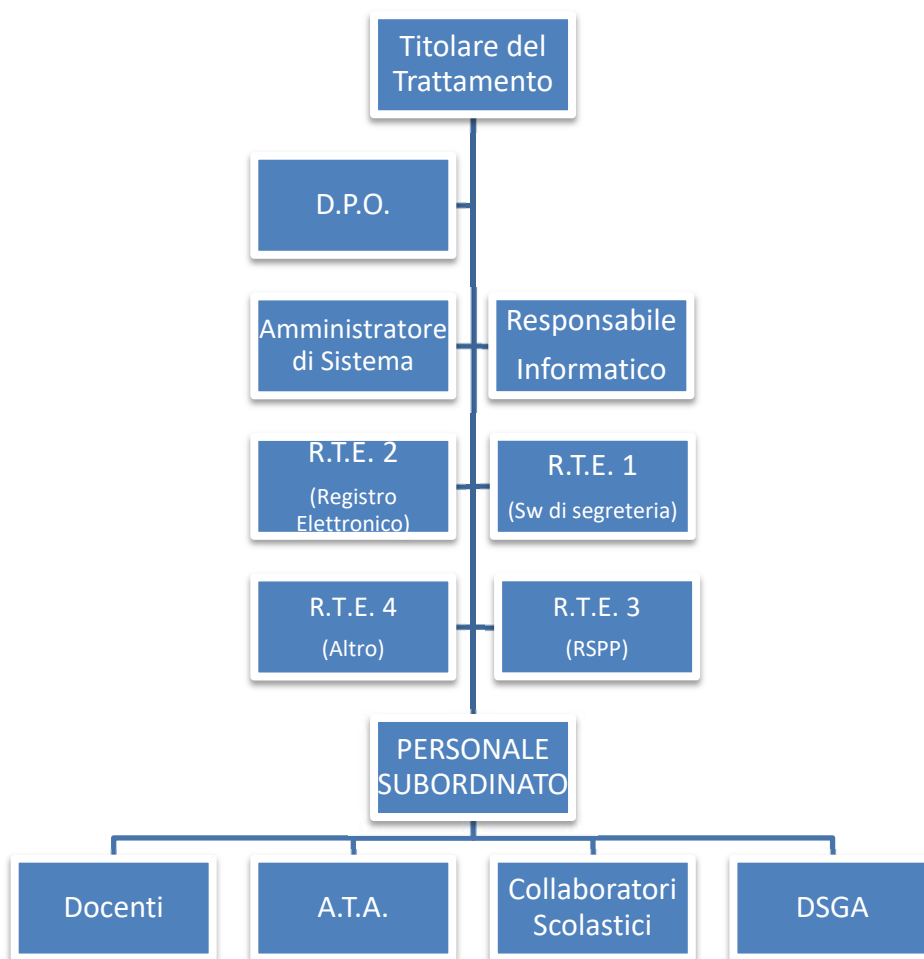 Titolare del
Trattamento
D.P.O.
Amministratore
di Sistema
Responsabile
Informatico
R.T.E. 2
(Registro
Elettronico)
R.T.E. 1
(Sw di segreteria)
R.T.E. 4
(Altro)
R.T.E. 3
(RSPP)
PERSONALE
SUBORDINATO
Docenti
A.T.A.
Collaboratori
Scolastici
DSGA